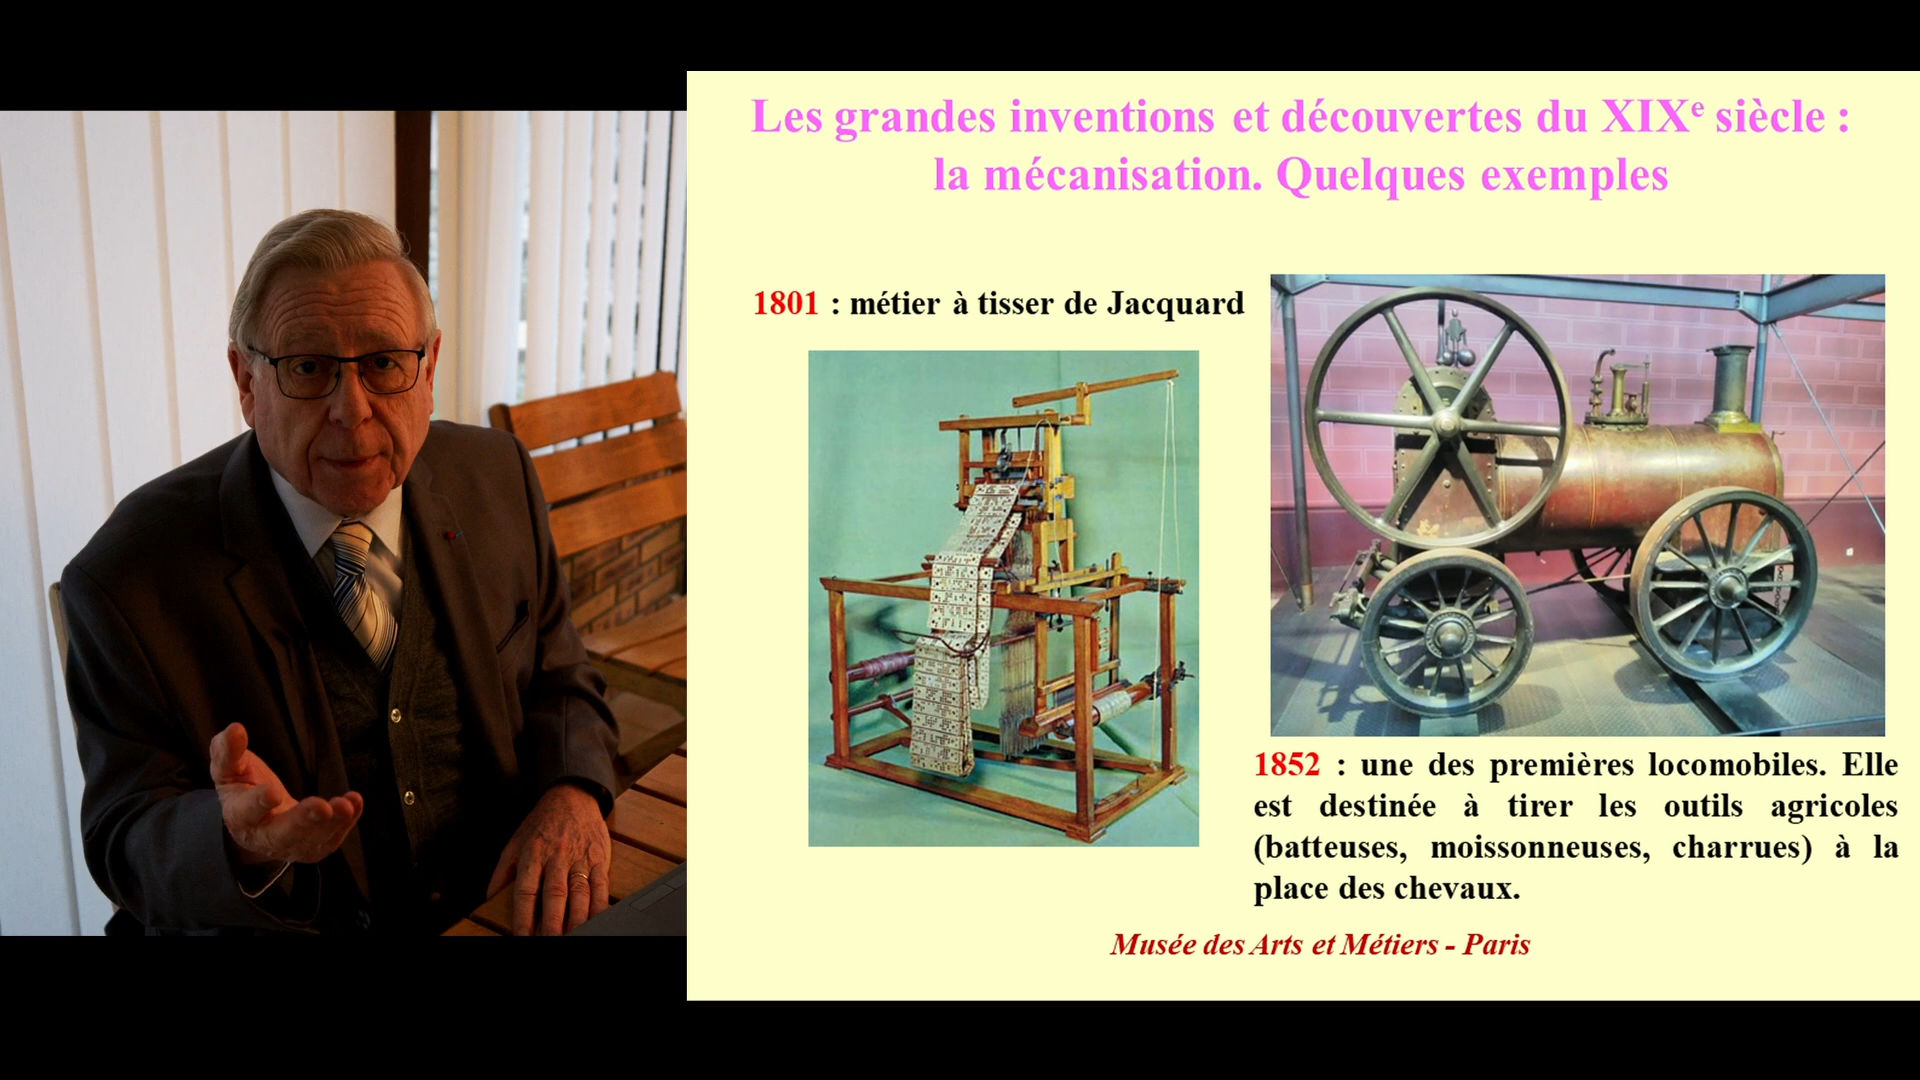 Les grandes inventions et découvertes du XIXe siècle :
la mécanisation. Quelques exemples
1801 : métier à tisser de Jacquard
1852 : une des premières locomobiles. Elle
est destinée à tirer les outils agricoles
(batteuses, moissonneuses, charrues) à la
place des chevaux.
Musée des Arts et Métiers - Paris